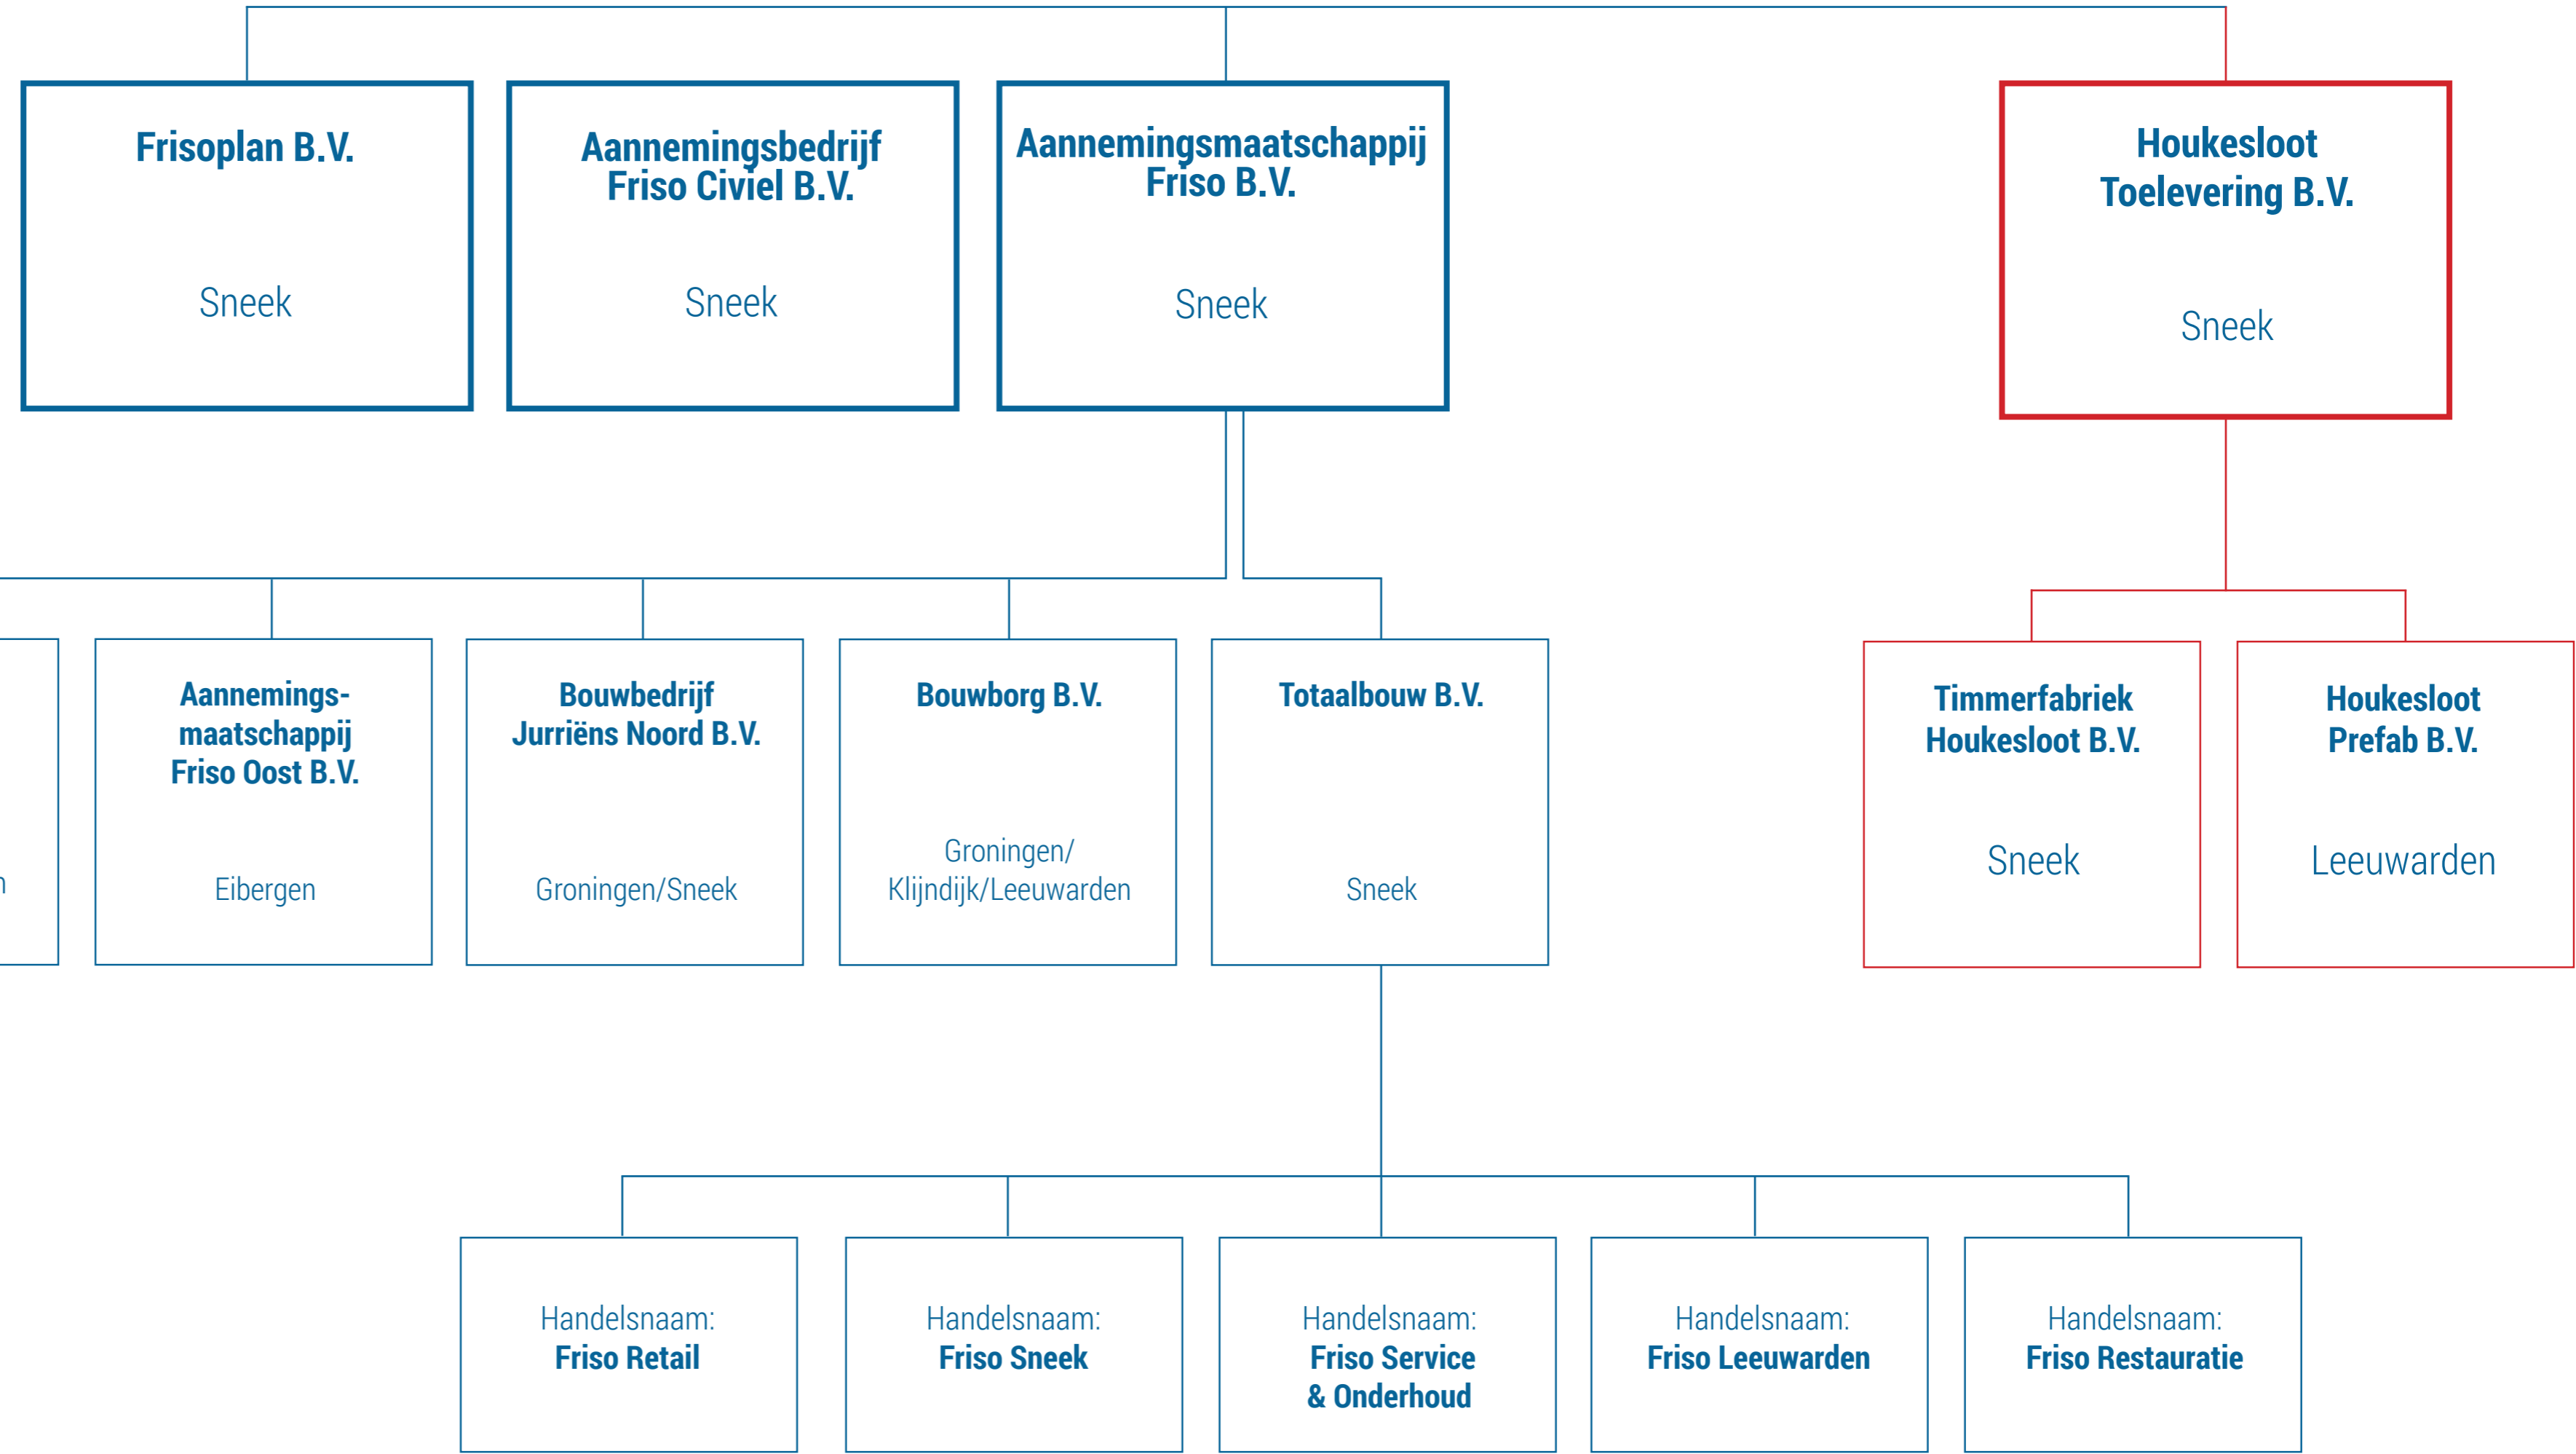 Frisoplan B.V.
Sneek
Aannemingsbedrijf
Friso Civiel B.V.
Sneek
Aannemingsmaatschappij
Friso B.V.
Sneek
Houkesloot
Toelevering B.V.
Sneek
Aannemings-
maatschappij
Friso Oost B.V.
Eibergen
Bouwbedrijf
Jurriëns Noord B.V.
Groningen/Sneek
Bouwborg B.V.
Groningen/
Klijndijk/Leeuwarden
Totaalbouw B.V.
Sneek
Timmerfabriek
Houkesloot B.V.
Sneek
Houkesloot
Prefab B.V.
Leeuwarden
Handelsnaam:
Friso Retail
Handelsnaam:
Friso Sneek
Handelsnaam:
Friso Service
& Onderhoud
Handelsnaam:
Friso Leeuwarden
Handelsnaam:
Friso Restauratie